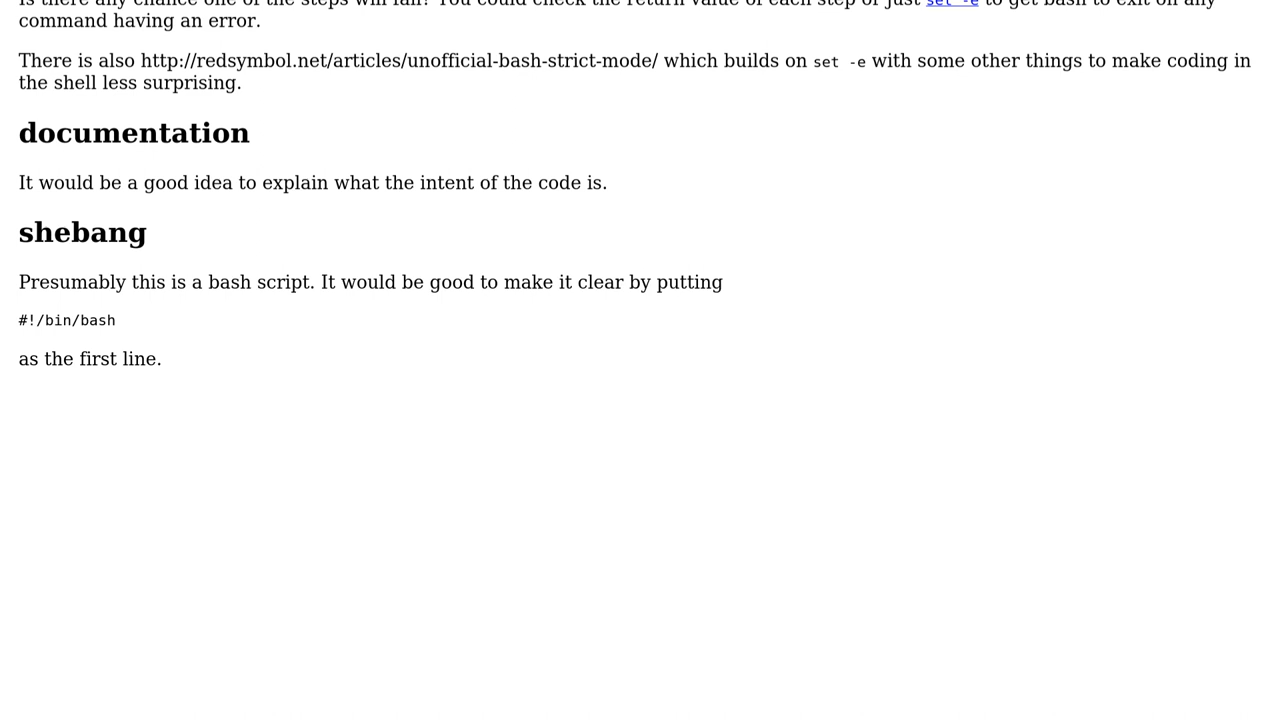 Is there any chance one of the steps will fail? You could check the return value of each step or just set -e to get bash to exit on any
command having an error.
There is also http://redsymbol.net/articles/unofficial-bash-strict-mode/ which builds on set -e with some other things to make coding in
the shell less surprising.
documentation
It would be a good idea to explain what the intent of the code is.
shebang
Presumably this is a bash script. It would be good to make it clear by putting
#!/bin/bash
as the first line.